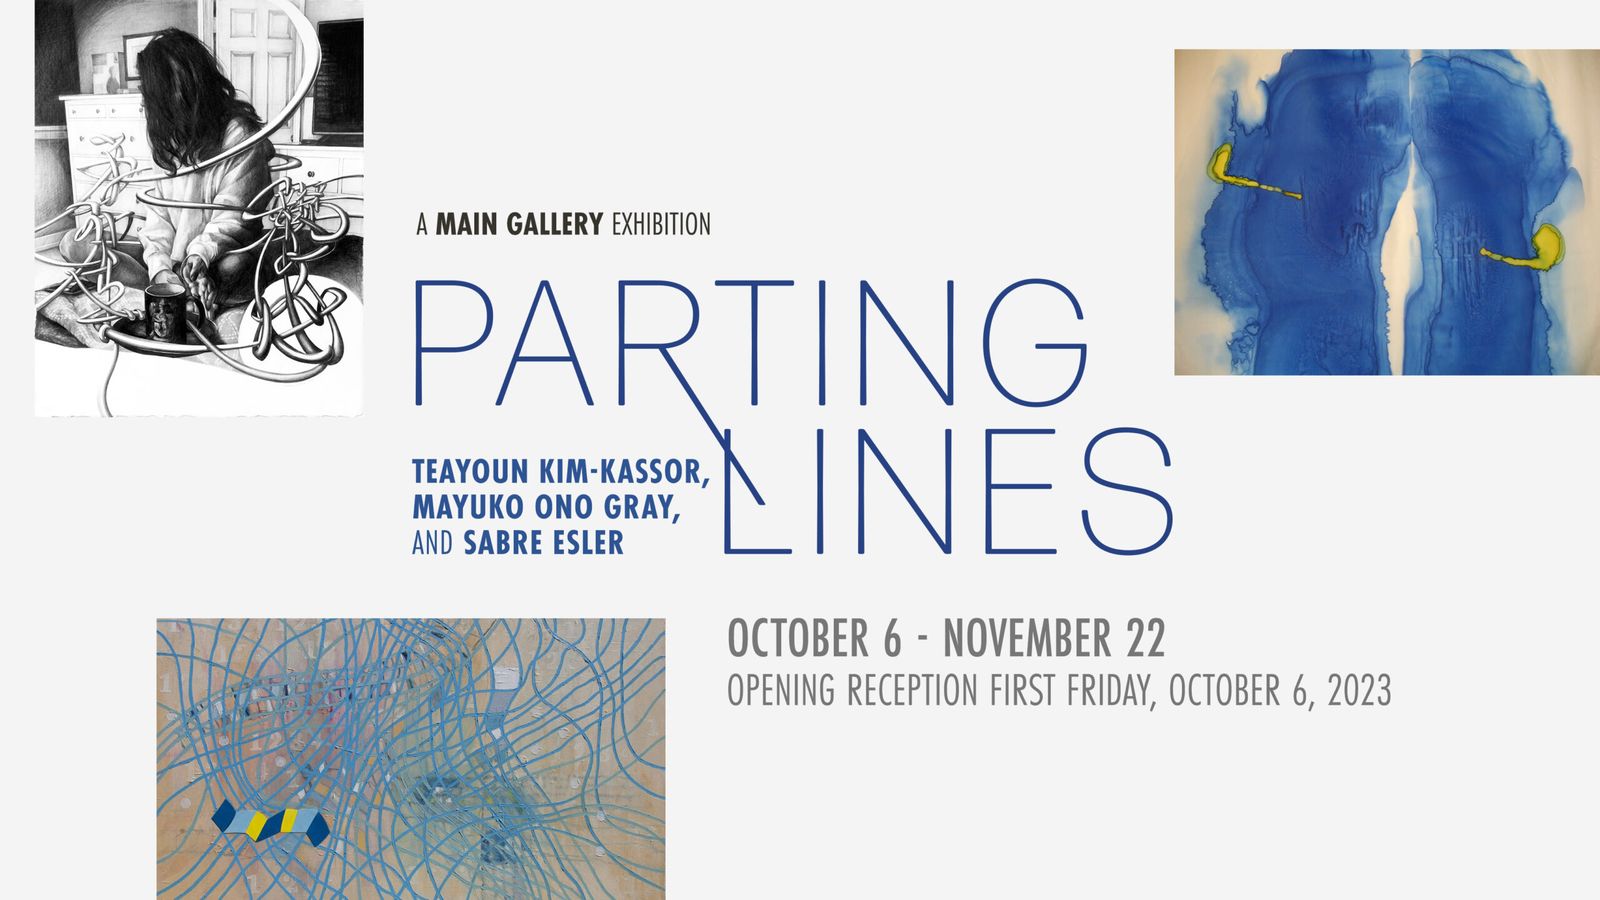 A MAIN GALLERY EXHIBITION
PARTING
LINES
TEAYOUN KIM-KASSOR,
MAYUKO ONO GRAY,
AND SABRE ESLER
OCTOBER 6 - NOVEMBER 22
OPENING RECEPTION FIRST FRIDAY, OCTOBER 6, 2023